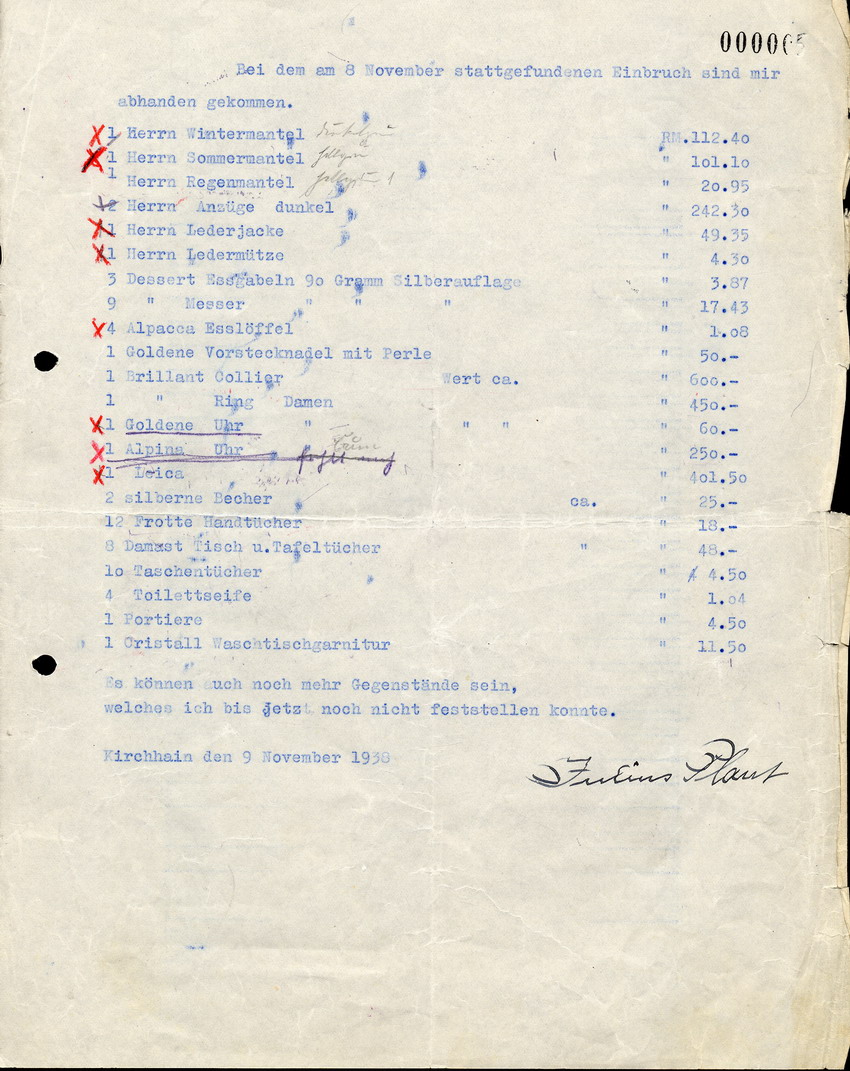 000005
Bei dem am 8 November stattgefundenen Einbruch sind mir
abhanden gekommen.
1 Herrn Wintermantel RM.112.40
1 Herrn Sommermantel " 1o1.1o
1 Herrn Regenmantel " 2o.95
2 Herrn Anzüge dunkel " 242.3o
1 Herrn Lederjacke " 49.35
1 Herrn Ledermütze " 4.3o
3 Dessert Essgabeln 9o Gramm Silberauflage " 3.87
9 " Messer " " " " 17.43
4 Alpacca Esslöffel " 1.o8
1 Goldene Vorstecknadel mit Perle " 5o.-
1 Brillant Collier Wert ca. " 6oo.-
1 " Ring Damen " 45o.-
1 Goldene Uhr " " " " 6o.-
1 Alpina Uhr " " 25o.-
1 Leica " 4o1.5o
2 silberne Becher ca. " 25.-
12 Frotte Handtücher " 18.-
8 Damast Tisch u.Tafeltücher " " 48.-
1o Taschentücher " 4.5o
4 Toilettseife " 1.o4
1 Portiere " 4.5o
1 Cristall Waschtischgarnitur " 11.5o
Es können auch noch mehr Gegenstände sein,
welches ich bis jetzt noch nicht feststellen konnte.
Kirchhain den 9 November 1938
Julius Plaut